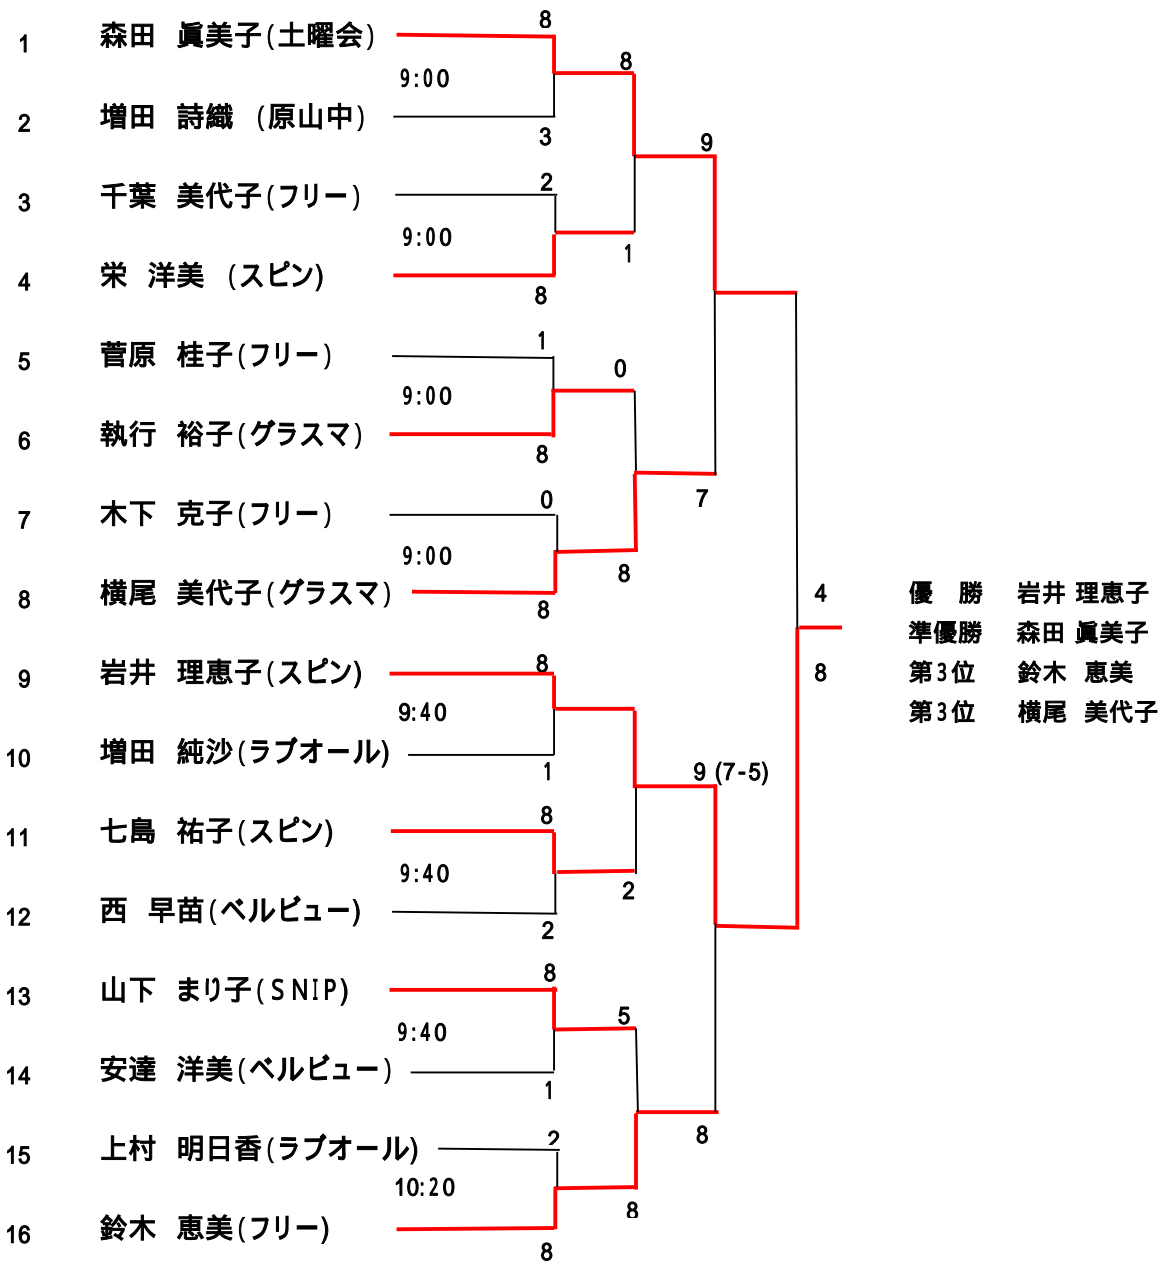 8
1 森田 眞美子(土曜会)
8
9:00
2 増田 詩織 (原山中)
3
9
2
3 千葉 美代子(フリー)
9:00
1
4 栄 洋美 (スピン)
8
1
5 菅原 桂子(フリー)
0
9:00
6 執行 裕子(グラスマ)
8
0
7 木下 克子(フリー)
7
9:00
8
8 横尾 美代子(グラスマ)
8
4
優 勝 岩井 理恵子
準優勝 森田 眞美子
8
第3位 鈴木 恵美
第3位 横尾 美代子
8
9 岩井 理恵子(スピン)
9:40
10 増田 純沙(ラブオール)
1
9 (7-5)
8
11 七島 祐子(スピン)
9:40
2
12 西 早苗(ベルビュー)
2
8
13 山下 まり子(SNIP)
5
9:40
14 安達 洋美(ベルビュー)
1
8
2
15 上村 明日香(ラブオール)
10:20
8
16 鈴木 恵美(フリー)
8